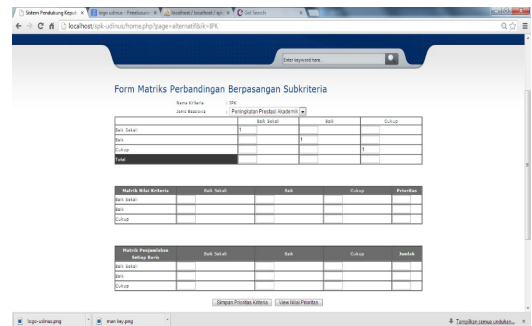 Sistem Pendukung Keput
logo udinus - Penelusuran
localhost / localhost / spk
Get Search
localhost/spk-udinus/home.php?page=alternatif&ik=IPK
Enter keyword here..
Form Matriks Perbandingan Berpasangan Subkriteria
Nama Kriteria : IPK
Jenis Beasiswa : Peningkatan Prestasi Akademik
Baik Sekali Baik Cukup
Baik Sekali 1
Baik 1
Cukup 1
Total
Matrik Nilai Kriteria Baik Sekali Baik Cukup Prioritas
Baik Sekali
Baik
Cukup
Matrik Penjumlahan Setiap Baris Baik Sekali Baik Cukup Jumlah
Baik Sekali
Baik
Cukup
Simpan Prioritas Kriteria View Nilai Prioritas
logo-udinus.png
man key.png
Tampilkan semua unduhan...